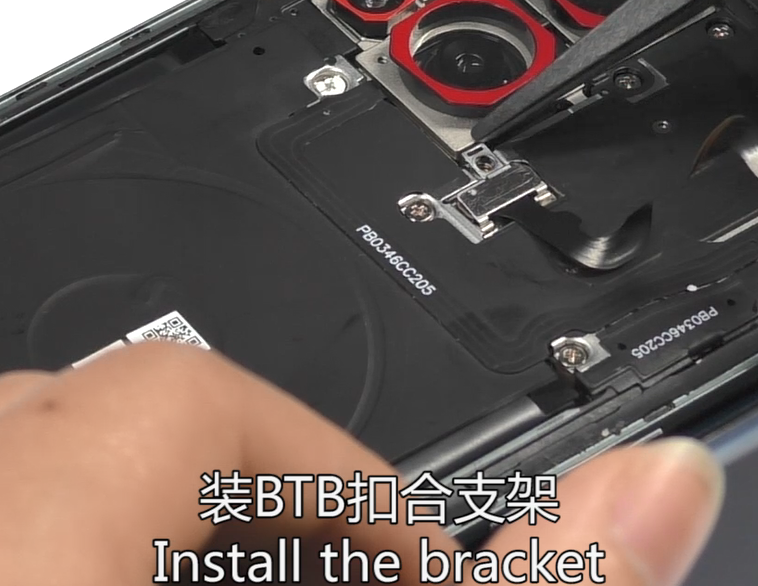 PB0346CC205
PB0346CC205
装BTB扣合支架
Install the bracket